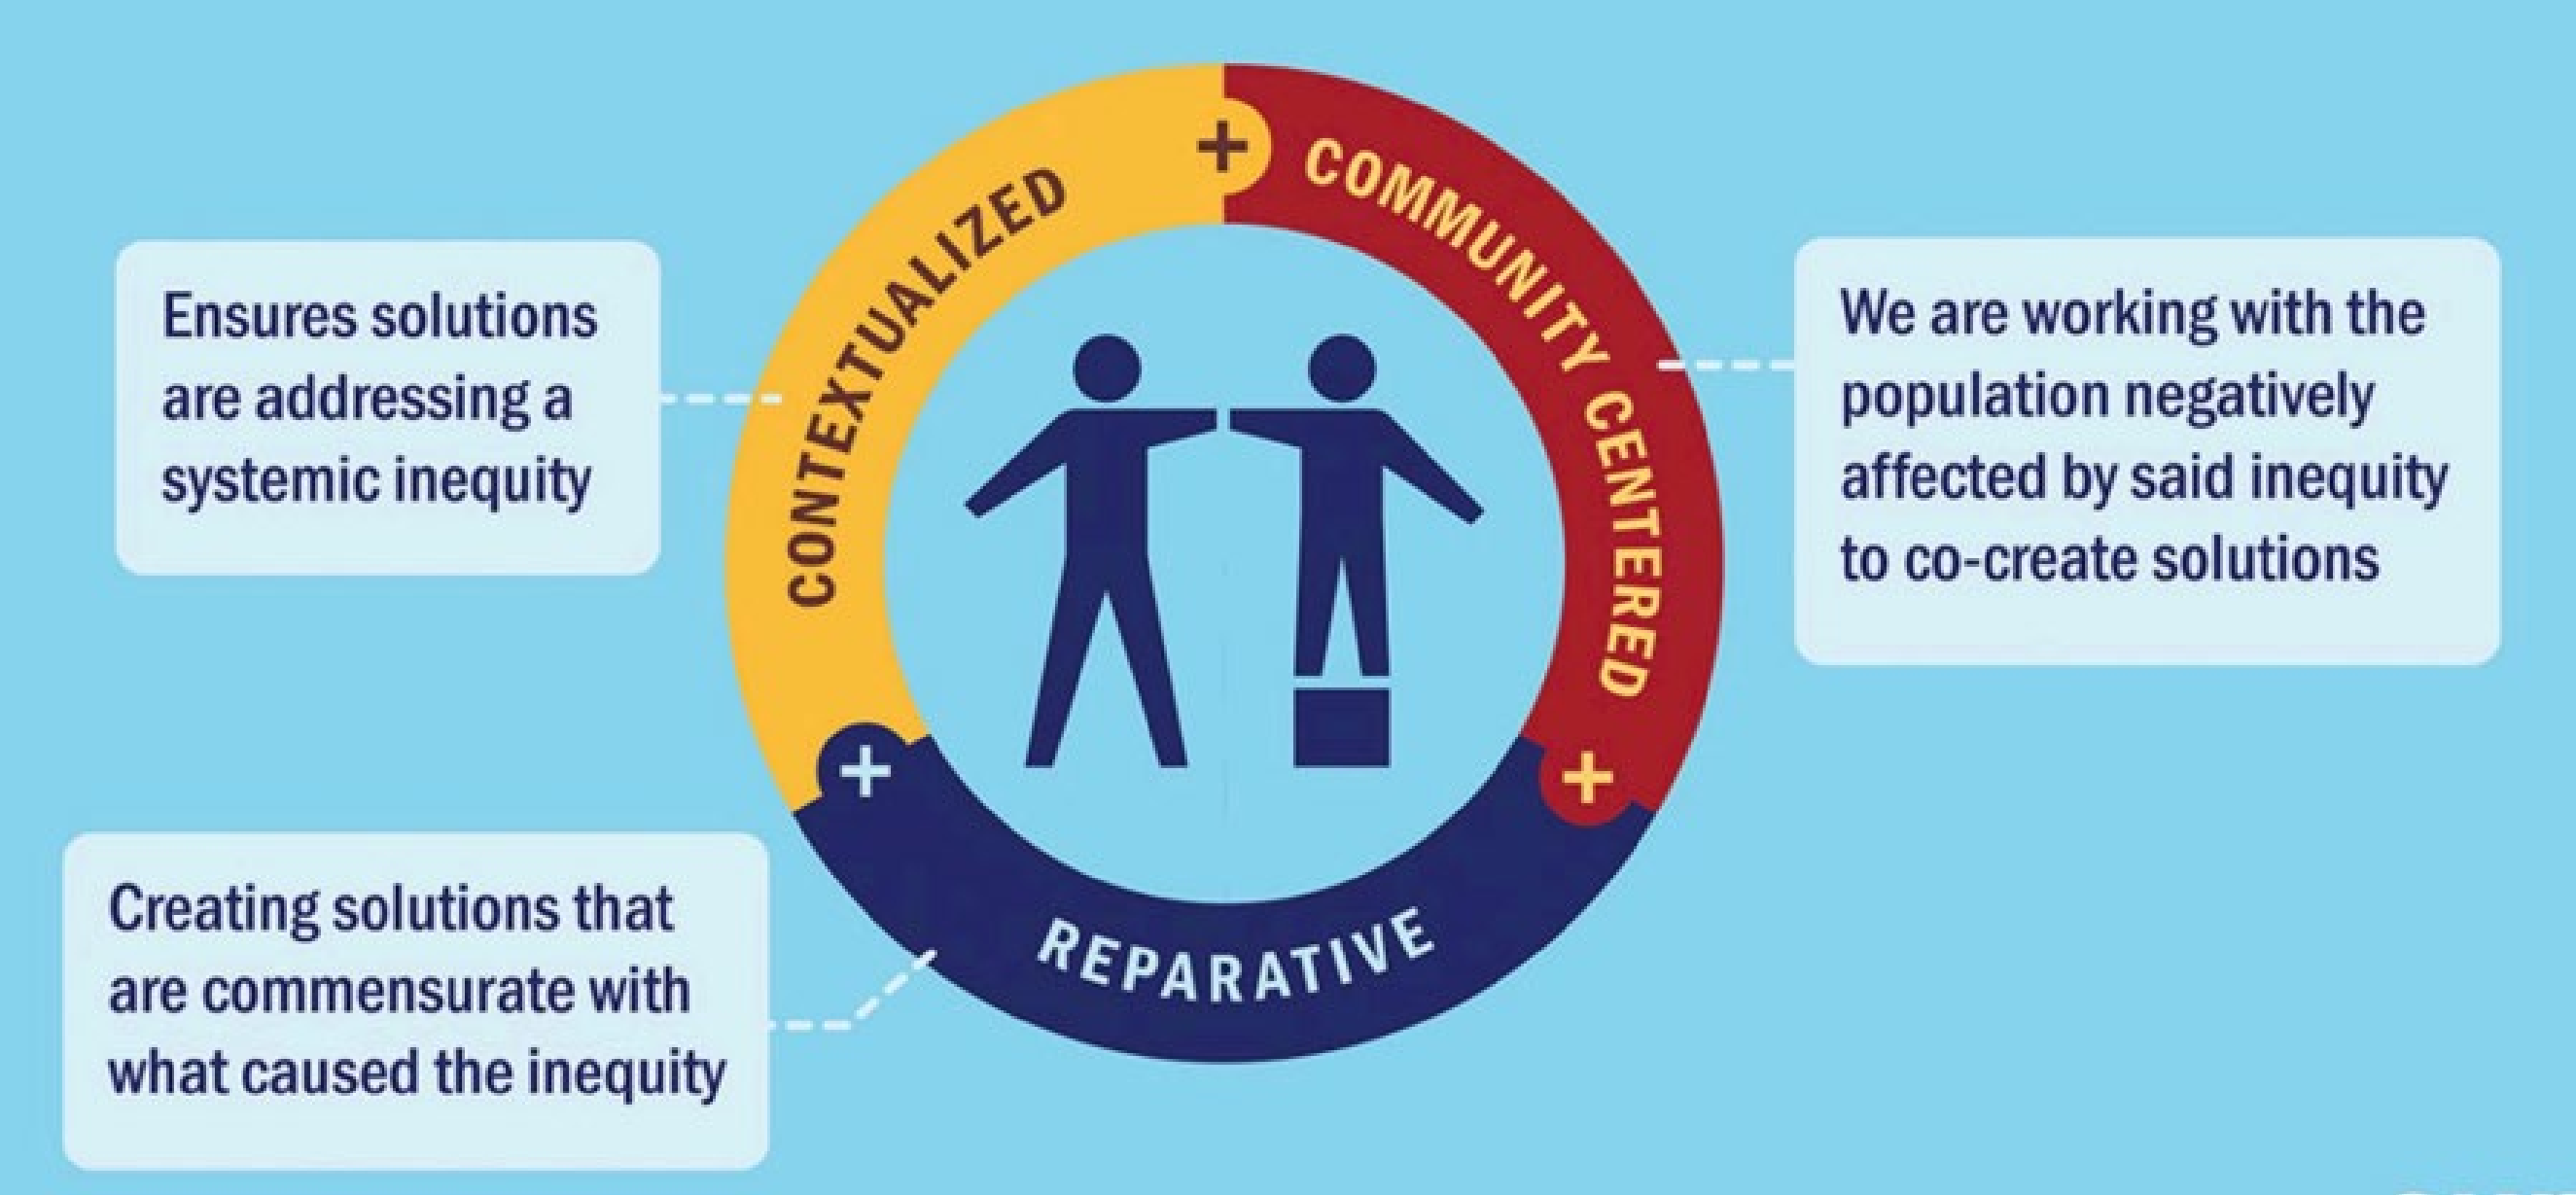 CONTEXTUALIZED
+
COMMUNITY CENTERED
+
REPARATIVE
+
Ensures solutions
are addressing a
systemic inequity
We are working with the
population negatively
affected by said inequity
to co-create solutions
Creating solutions that
are commensurate with
what caused the inequity